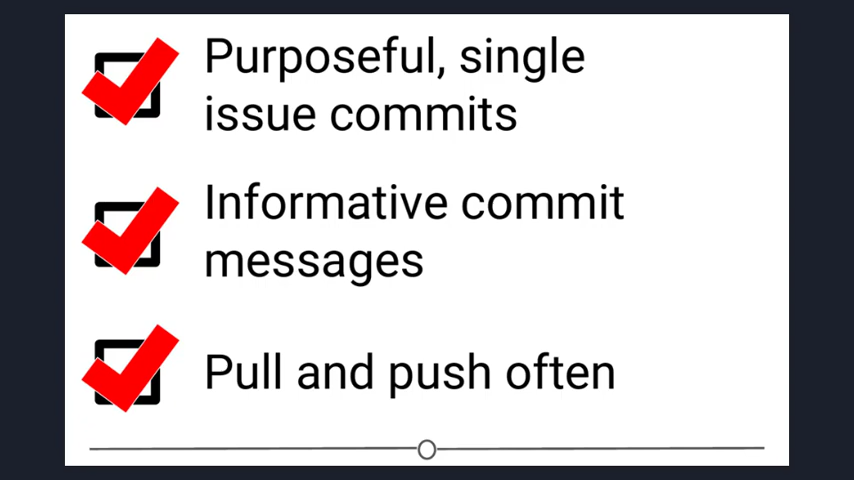 Purposeful, single
issue commits
Informative commit
messages
Pull and push often